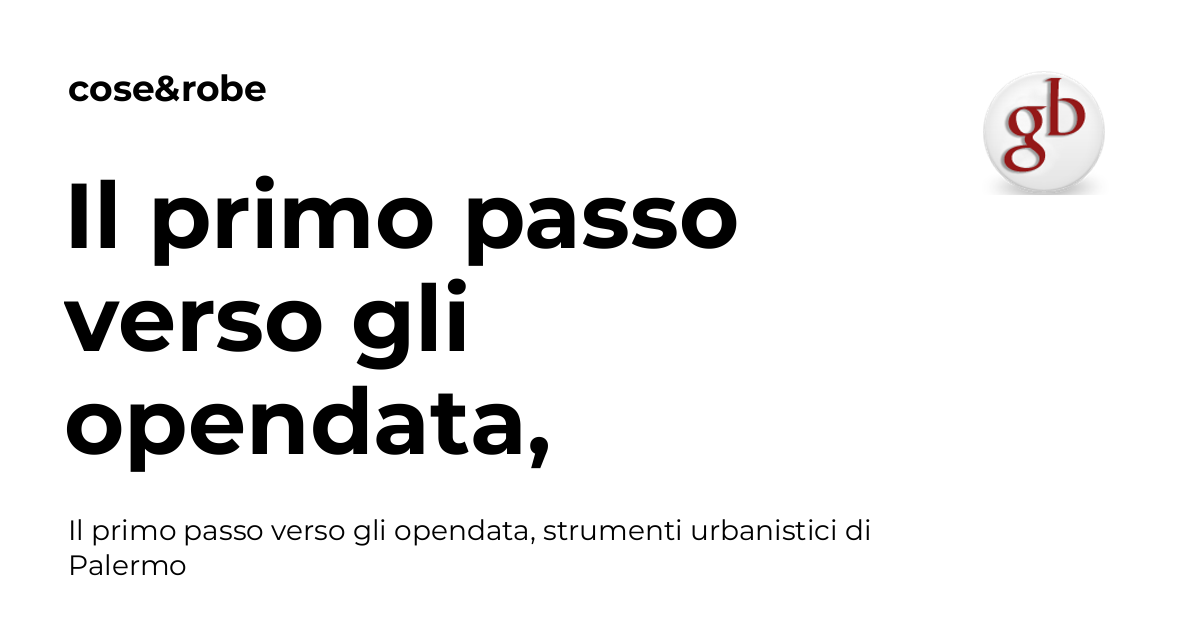 cose&robe
gb
Il primo passo
verso gli
opendata,
Il primo passo verso gli opendata, strumenti urbanistici di
Palermo